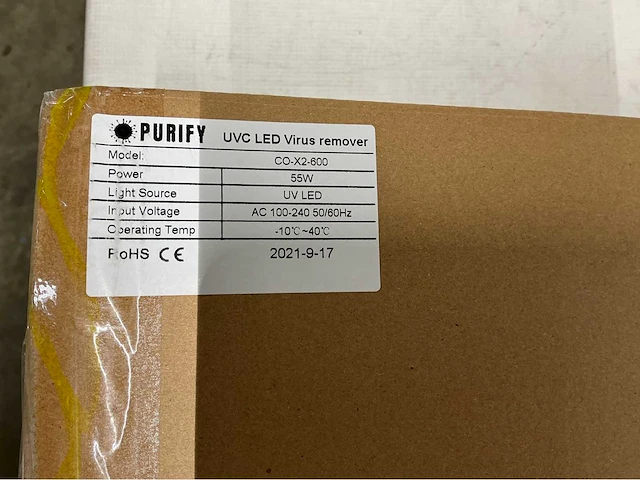 PURIFY UVC LED Virus remover
Model: CO-X2-600
Power 55W
Light Source UV LED
Input Voltage AC 100-240 50/60Hz
Operating Temp -10℃~40℃
RoHS CE 2021-9-17